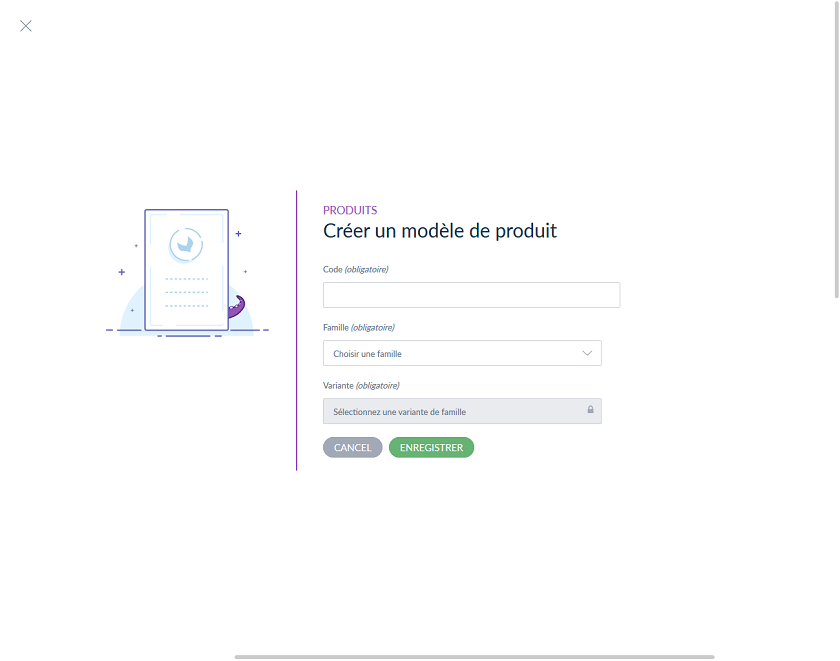 PRODUITS
Créer un modèle de produit
Code (obligatoire)
Famille (obligatoire)
Choisir une famille
Variante (obligatoire)
Sélectionnez une variante de famille
CANCEL ENREGISTRER